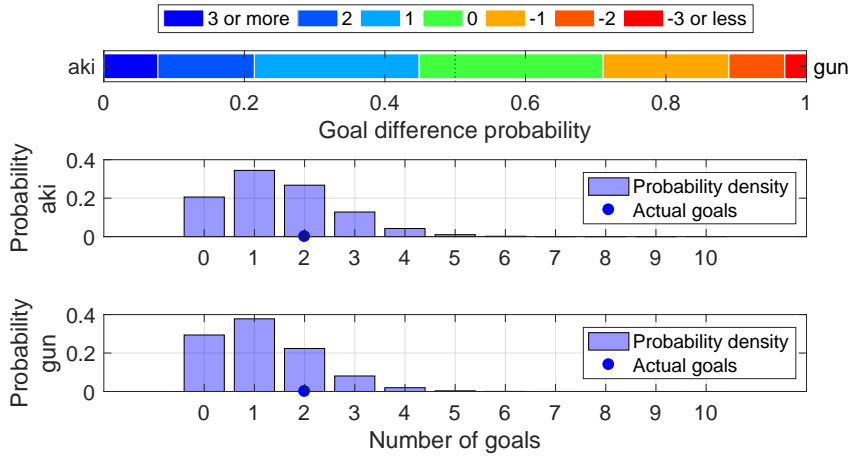 3 or more 2 1 0 -1 -2 -3 or less
aki gun
0 0.2 0.4 0.6 0.8 1
Goal difference probability
Probability
aki
0.4
0.2
0
Probability density
Actual goals
0 1 2 3 4 5 6 7 8 9 10
Probability
gun
0.4
0.2
0
Probability density
Actual goals
0 1 2 3 4 5 6 7 8 9 10
Number of goals